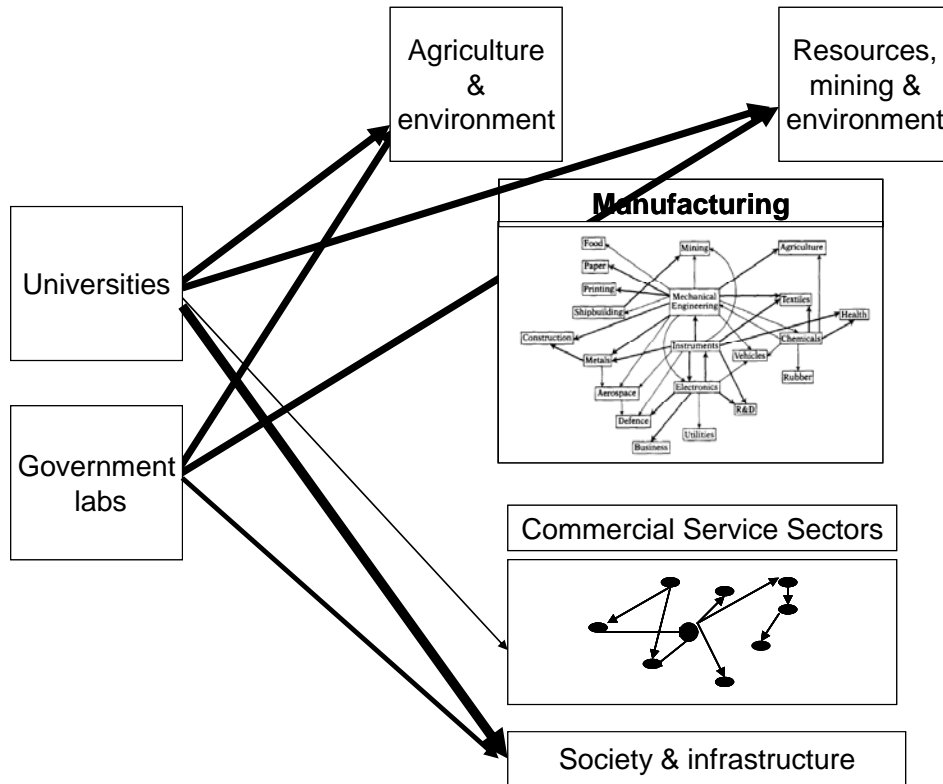 Agriculture
&
environment
Resources,
mining &
environment
Manufacturing
Universities
Food
Mining
Agriculture
Paper
Printing
Mechanical
Engineering
Textiles
Shipbuilding
Health
Construction
Instruments
Chemicals
Metals
Vehicles
Rubber
Aerospace
Electronics
R&D
Defence
Utilities
Business
Government
labs
Commercial Service Sectors
Society & infrastructure